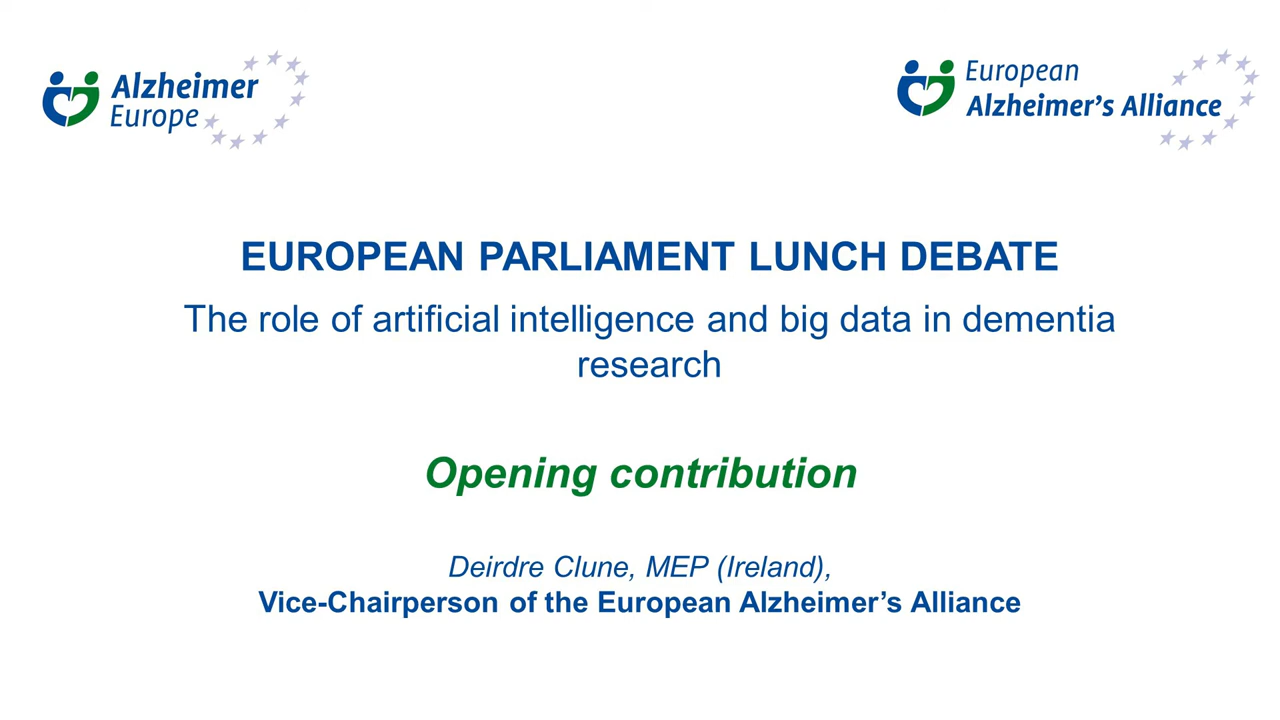 Alzheimer
Europe
European
Alzheimer's Alliance
EUROPEAN PARLIAMENT LUNCH DEBATE
The role of artificial intelligence and big data in dementia
research
Opening contribution
Deirdre Clune, MEP (Ireland),
Vice-Chairperson of the European Alzheimer's Alliance